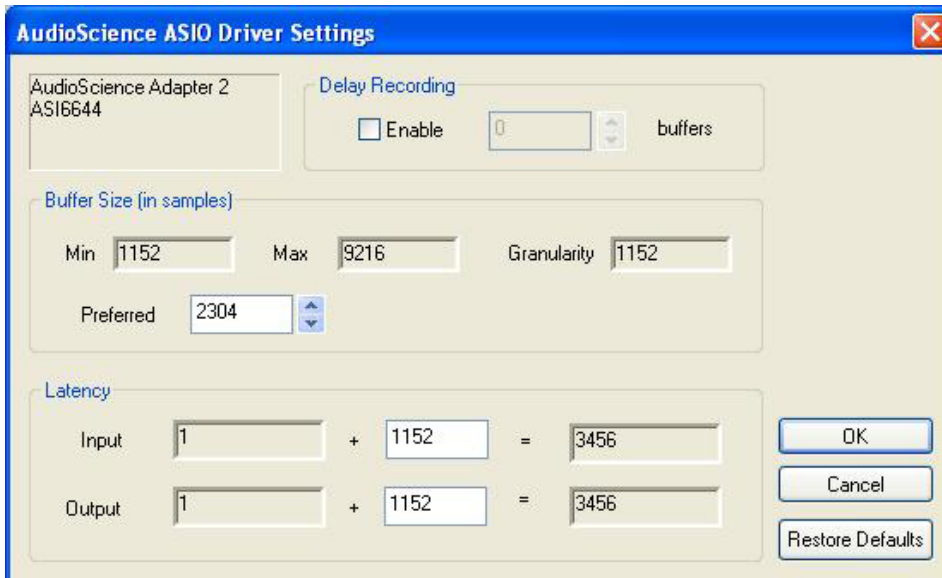 AudioScience ASIO Driver Settings
AudioScience Adapter 2
ASI6644
Delay Recording
Enable 0 buffers
Buffer Size (in samples)
Min 1152 Max 9216 Granularity 1152
Preferred 2304
Latency
Input 1 + 1152 = 3456
Output 1 + 1152 = 3456
OK
Cancel
Restore Defaults